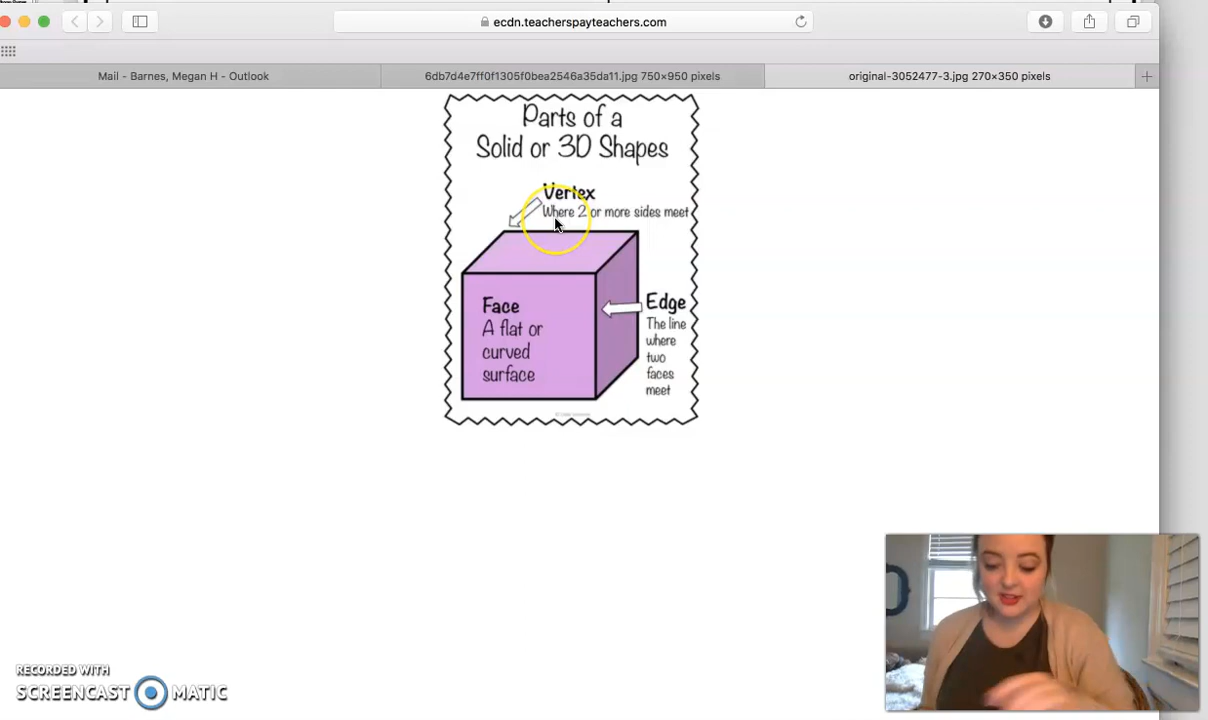 ecdn.teacherspayteachers.com
Mail - Barnes, Megan H - Outlook
6db7d4e7ff0f1305f0bea2546a35da11.jpg 750×950 pixels
original-3052477-3.jpg 270×350 pixels
Parts of a
Solid or 3D Shapes
Vertex
Where 2 or more sides meet
Face
A flat or
curved
surface
Edge
The line
where
two
faces
meet
RECORDED WITH
SCREENCAST MATIC